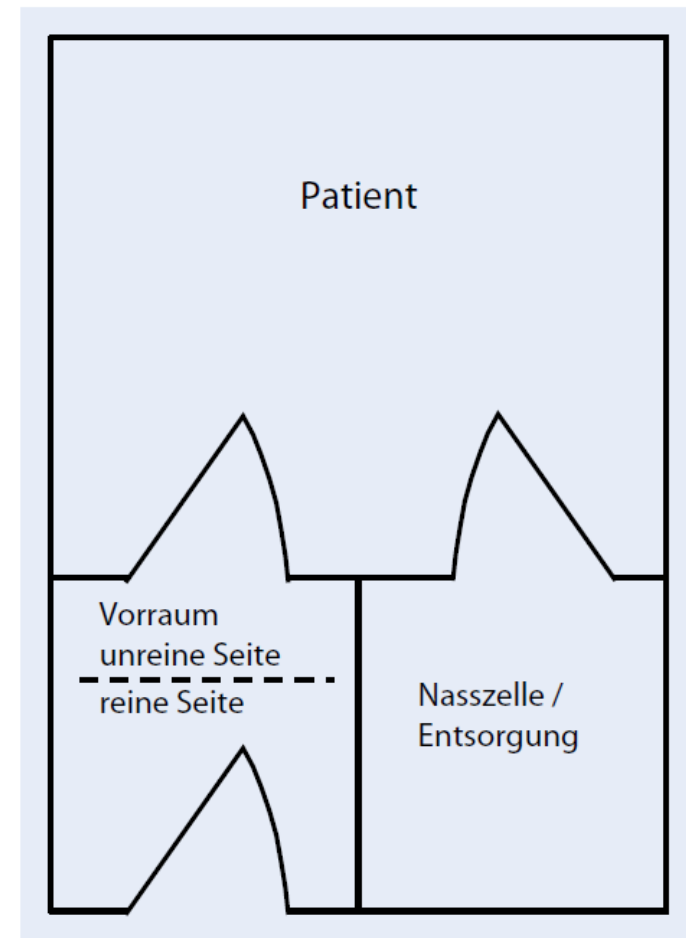 Patient
Vorraum
unreine Seite
reine Seite
Nasszelle /
Entsorgung